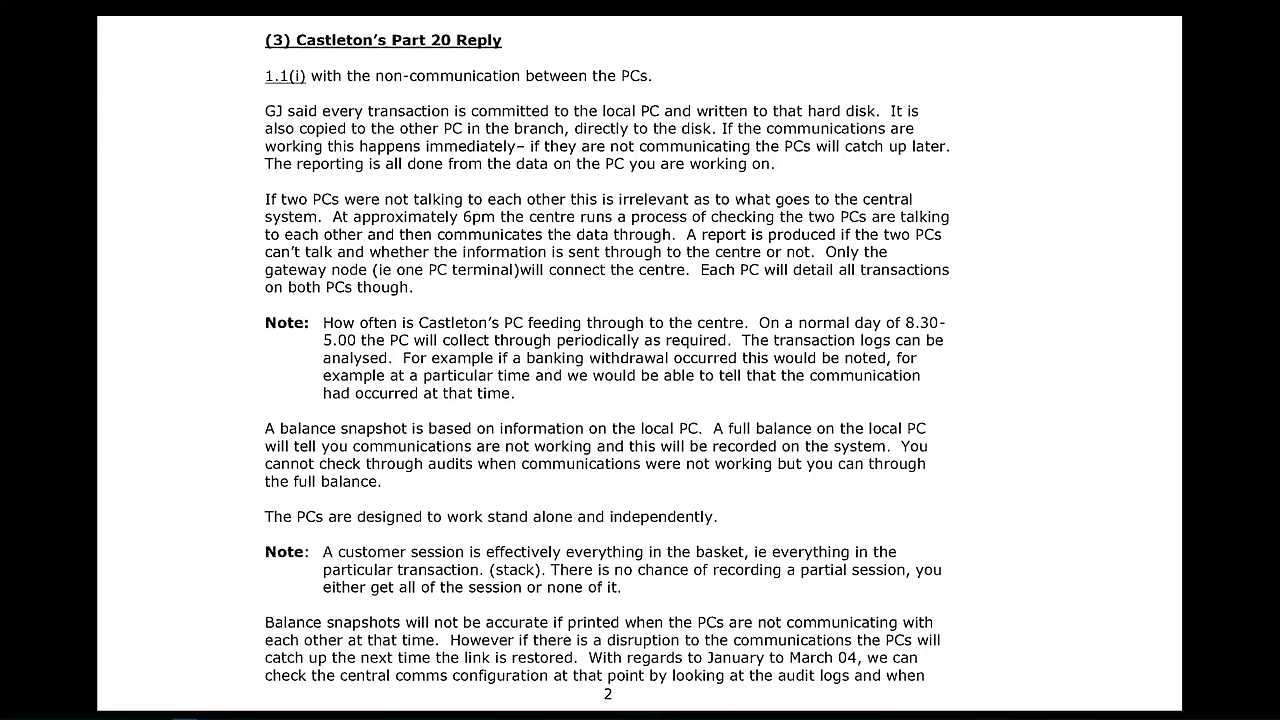 (3) Castleton's Part 20 Reply
1.1(i) with the non-communication between the PCs.
GJ said every transaction is committed to the local PC and written to that hard disk.  It is
also copied to the other PC in the branch, directly to the disk. If the communications are
working this happens immediately– if they are not communicating the PCs will catch up later.
The reporting is all done from the data on the PC you are working on.
If two PCs were not talking to each other this is irrelevant as to what goes to the central
system.  At approximately 6pm the centre runs a process of checking the two PCs are talking
to each other and then communicates the data through.  A report is produced if the two PCs
can't talk and whether the information is sent through to the centre or not.  Only the
gateway node (ie one PC terminal)will connect the centre.  Each PC will detail all transactions
on both PCs though.
Note: How often is Castleton's PC feeding through to the centre.  On a normal day of 8.30-
5.00 the PC will collect through periodically as required.  The transaction logs can be
analysed.  For example if a banking withdrawal occurred this would be noted, for
example at a particular time and we would be able to tell that the communication
had occurred at that time.
A balance snapshot is based on information on the local PC.  A full balance on the local PC
will tell you communications are not working and this will be recorded on the system.  You
cannot check through audits when communications were not working but you can through
the full balance.
The PCs are designed to work stand alone and independently.
Note: A customer session is effectively everything in the basket, ie everything in the
particular transaction. (stack). There is no chance of recording a partial session, you
either get all of the session or none of it.
Balance snapshots will not be accurate if printed when the PCs are not communicating with
each other at that time.  However if there is a disruption to the communications the PCs will
catch up the next time the link is restored.  With regards to January to March 04, we can
check the central comms configuration at that point by looking at the audit logs and when
2